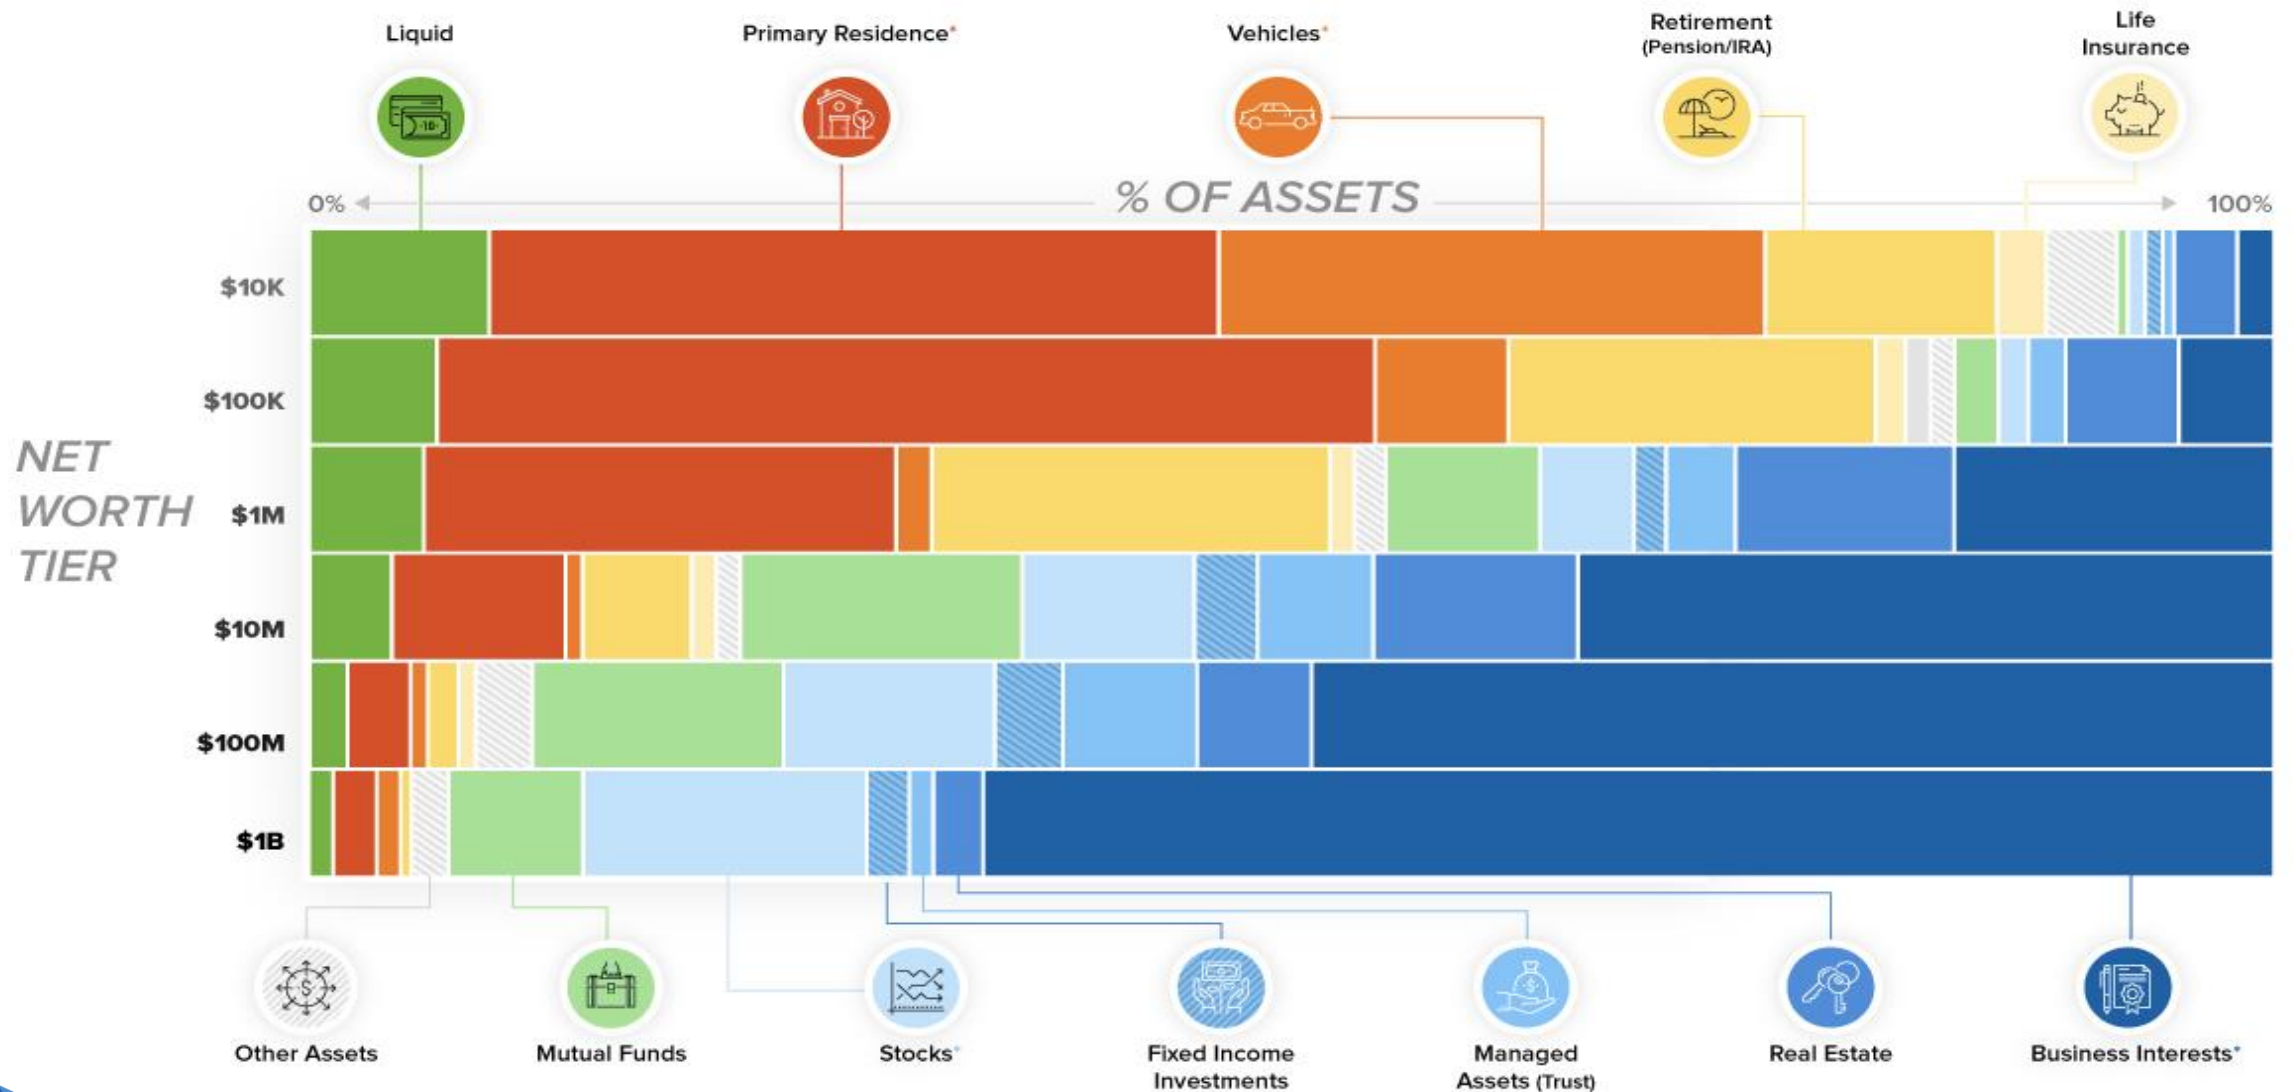 Liquid
Primary Residence*
Vehicles*
Retirement
(Pension/IRA)
Life
Insurance
0%
% OF ASSETS
100%
NET
WORTH
TIER
$10K
$100K
$1M
$10M
$100M
$1B
Other Assets
Mutual Funds
Stocks*
Fixed Income
Investments
Managed
Assets (Trust)
Real Estate
Business Interests*